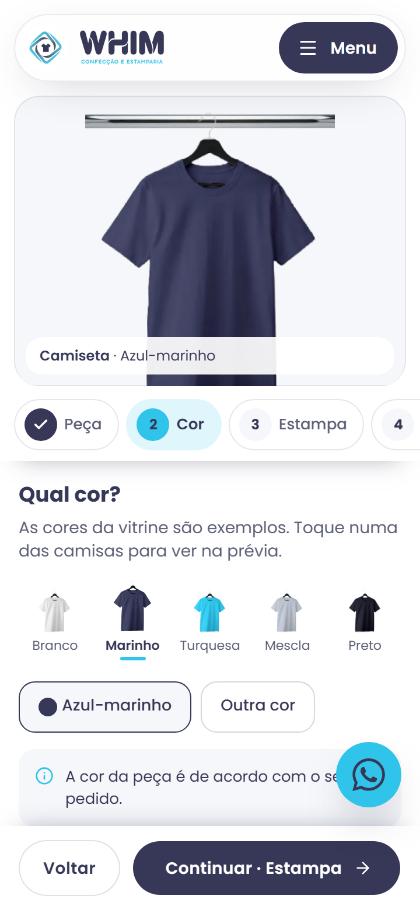 WHIM
CONFECÇÃO E ESTAMPARIA
Menu
Camiseta · Azul-marinho
Peça
2 Cor
3 Estampa
4
Qual cor?
As cores da vitrine são exemplos. Toque numa
das camisas para ver na prévia.
Branco
Marinho
Turquesa
Mescla
Preto
Azul-marinho
Outra cor
A cor da peça é de acordo com o
pedido.
Voltar
Continuar · Estampa